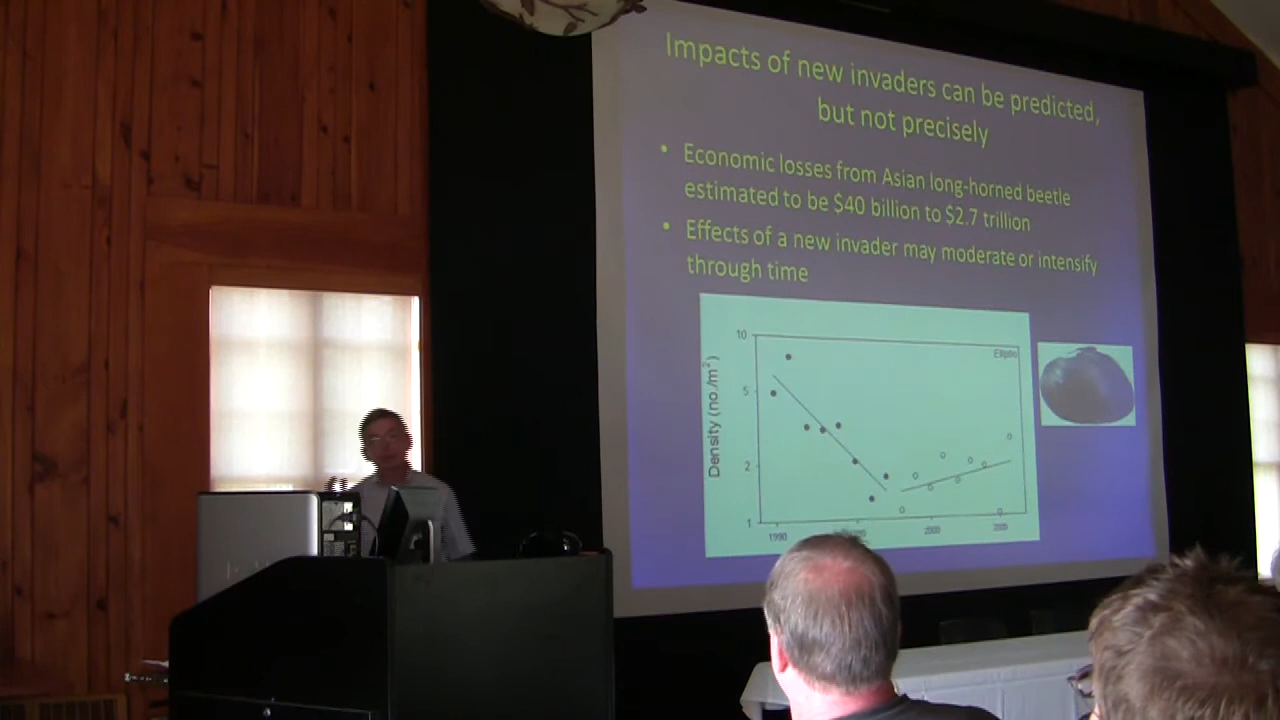 Impacts of new invaders can be predicted,
but not precisely
• Economic losses from Asian long-horned beetle
estimated to be $40 billion to $2.7 trillion
• Effects of a new invader may moderate or intensify
through time
10
Elliptio
5
Density (no./m²)
2
1
1990
2000
2005